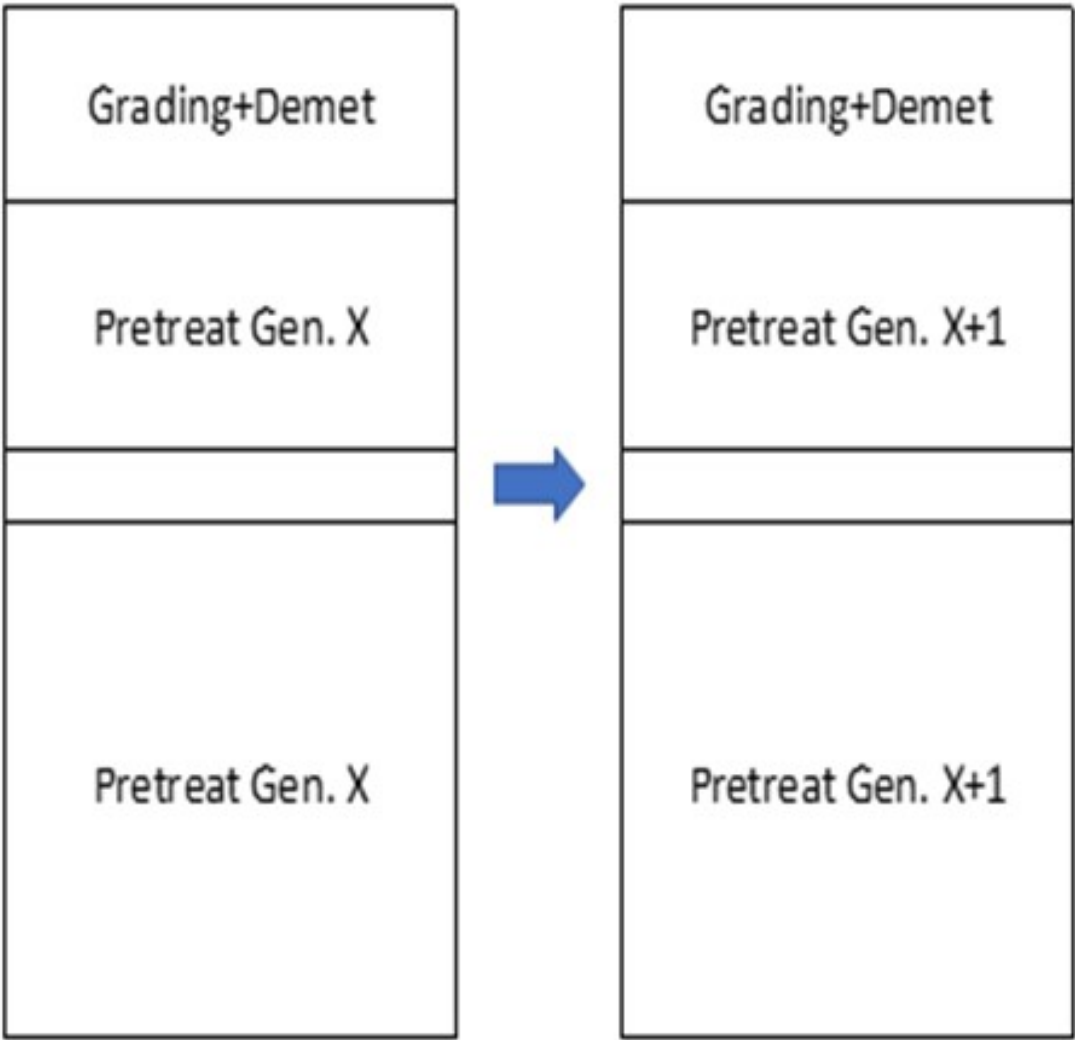 Grading+Demet
Pretreat Gen. X
Pretreat Gen. X
Grading+Demet
Pretreat Gen. X+1
Pretreat Gen. X+1